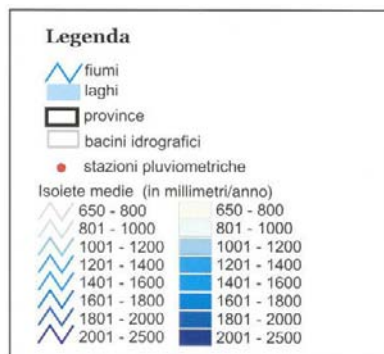 Legenda
fiumi
laghi
province
bacini idrografici
stazioni pluviometriche
Isoiete medie (in millimetri/anno)
650 - 800 650 - 800
801 - 1000 801 - 1000
1001 - 1200 1001 - 1200
1201 - 1400 1201 - 1400
1401 - 1600 1401 - 1600
1601 - 1800 1601 - 1800
1801 - 2000 1801 - 2000
2001 - 2500 2001 - 2500